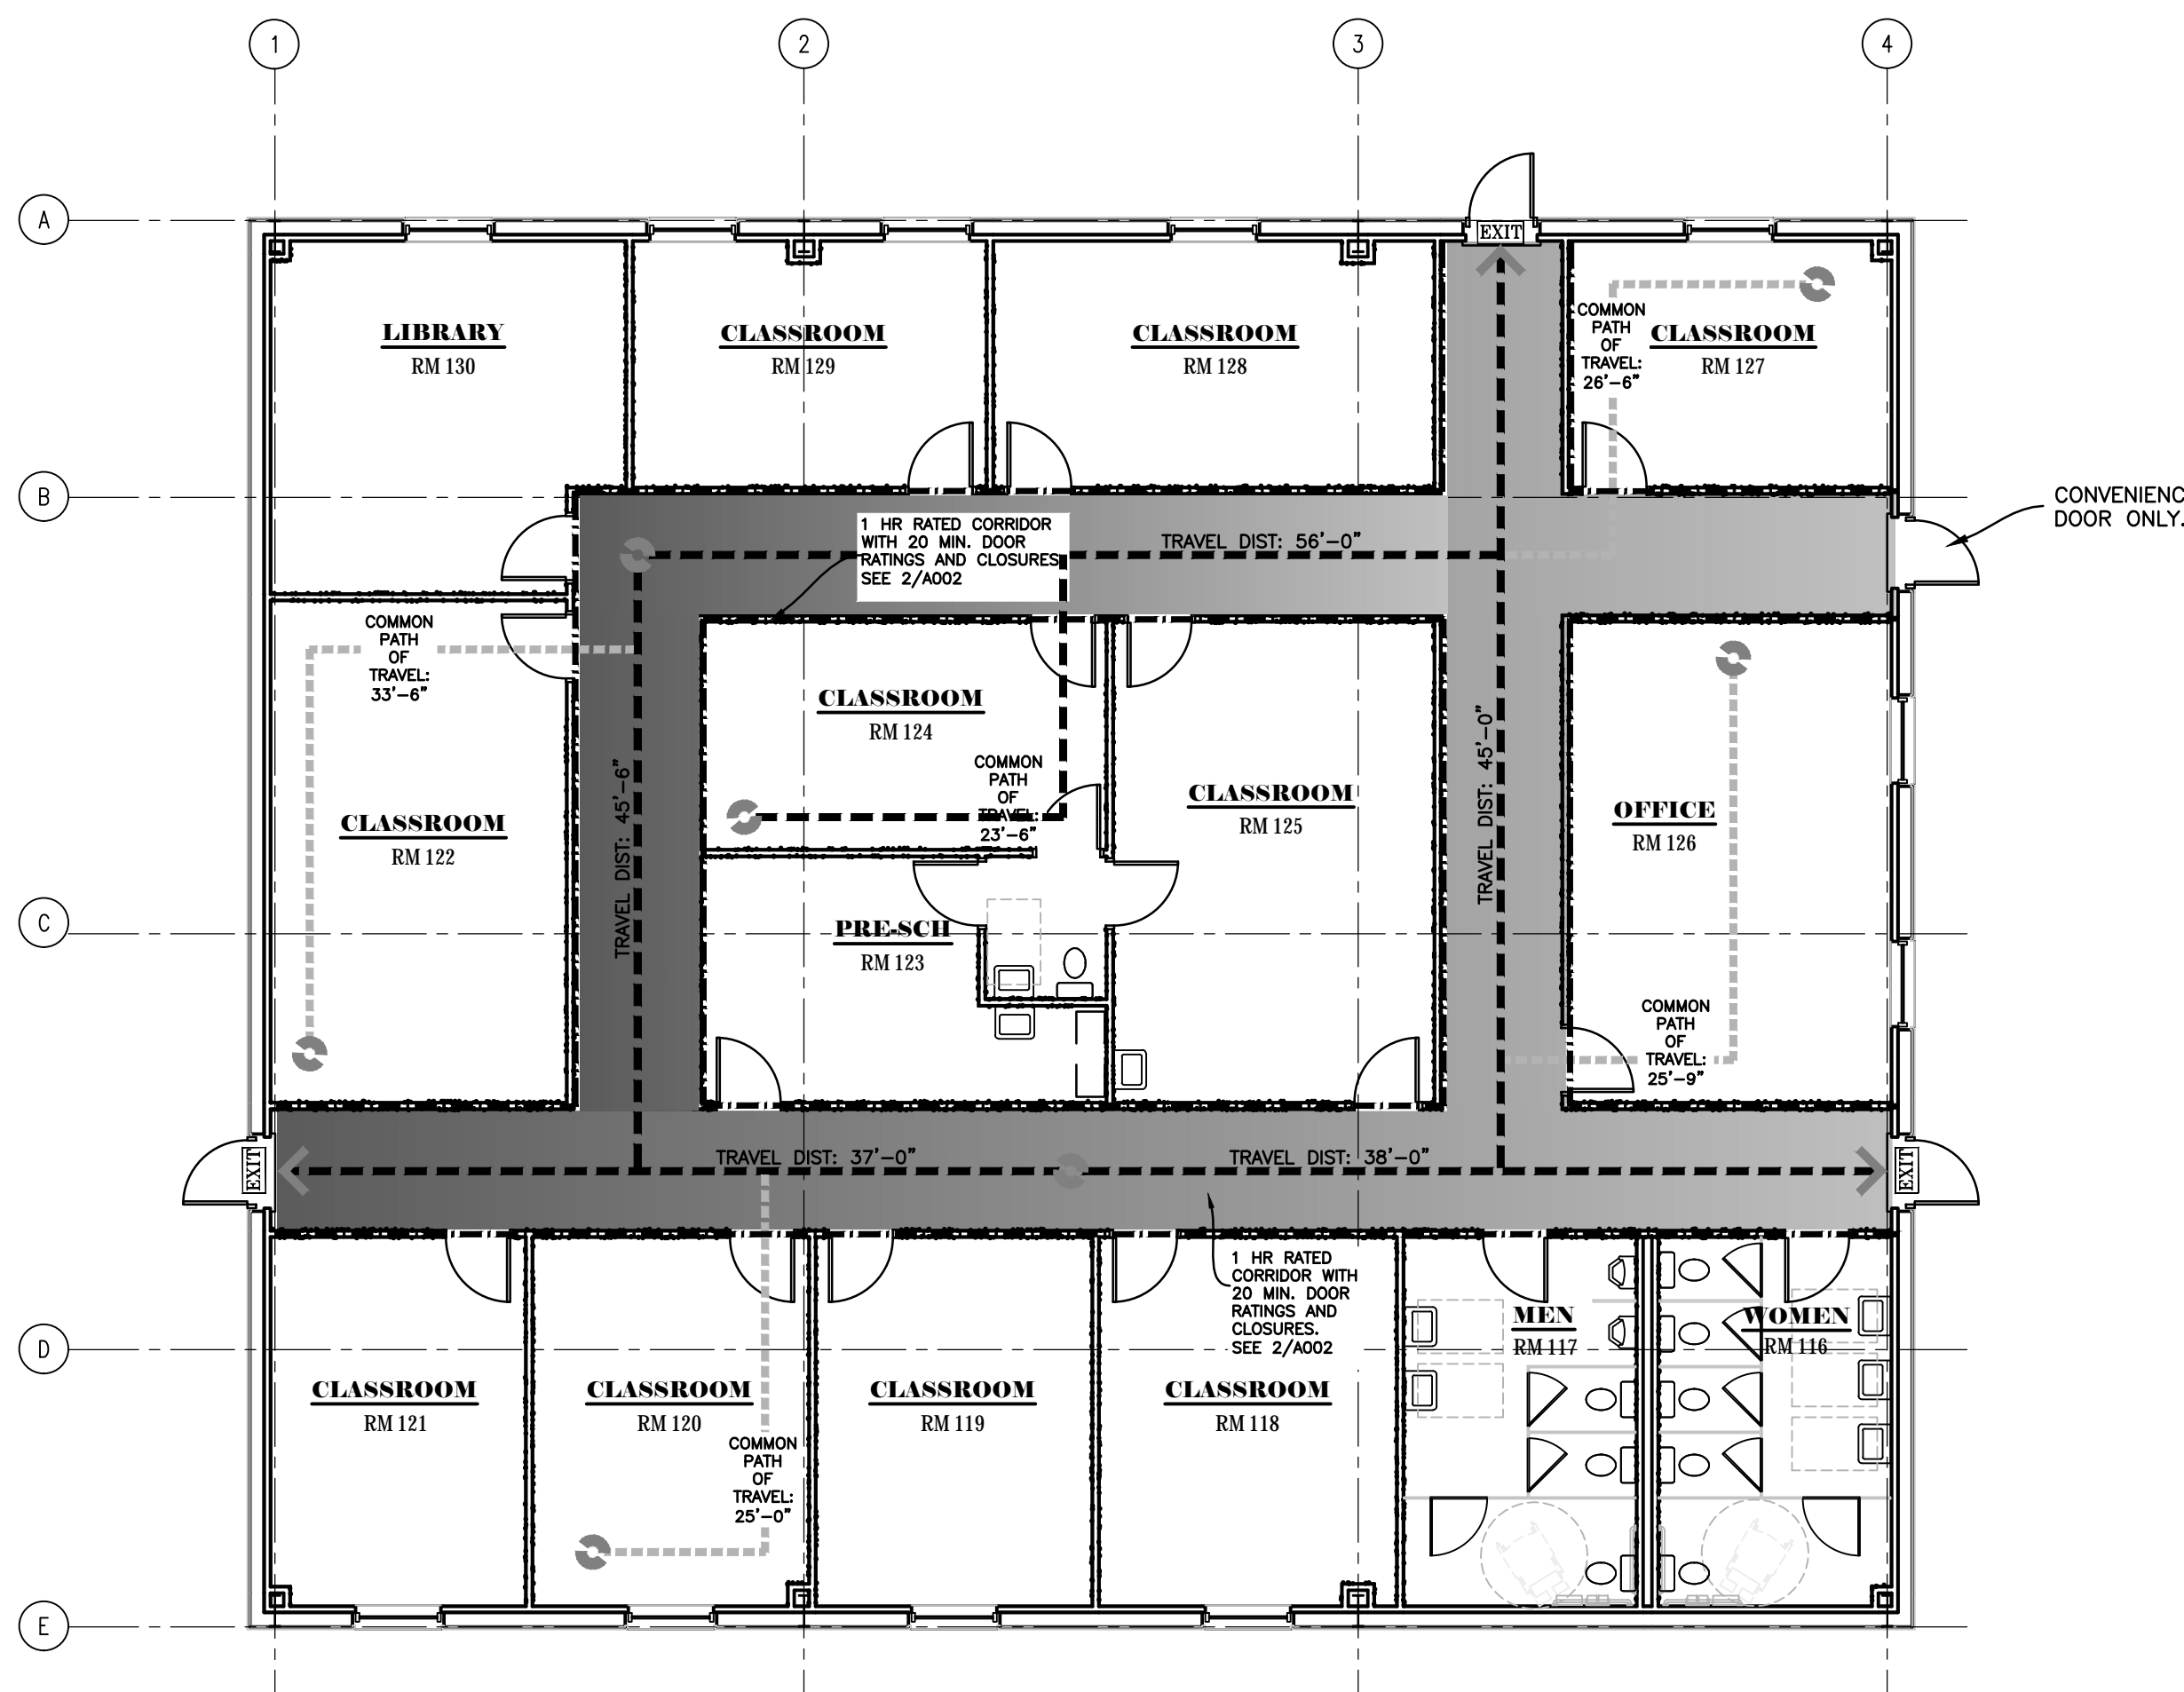 1
2
3
4
A
EXIT
LIBRARY
RM 130
CLASSROOM
RM 129
CLASSROOM
RM 128
COMMON
PATH
OF
TRAVEL:
26'-6"
CLASSROOM
RM 127
B
1 HR RATED CORRIDOR
WITH 20 MIN. DOOR
RATINGS AND CLOSURES
SEE 2/A002
TRAVEL DIST: 56'-0"
CONVENIENC
DOOR ONLY.
COMMON
PATH
OF
TRAVEL:
33'-6"
CLASSROOM
RM 122
TRAVEL DIST: 45'-6"
CLASSROOM
RM 124
COMMON
PATH
OF
TRAVEL:
23'-6"
CLASSROOM
RM 125
TRAVEL DIST: 45'-0"
OFFICE
RM 126
C
PRE-SCH
RM 123
COMMON
PATH
OF
TRAVEL:
25'-9"
EXIT
TRAVEL DIST: 37'-0"
TRAVEL DIST: 38'-0"
EXIT
1 HR RATED
CORRIDOR WITH
20 MIN. DOOR
RATINGS AND
CLOSURES.
SEE 2/A002
MEN
RM 117
WOMEN
RM 116
D
CLASSROOM
RM 121
CLASSROOM
RM 120
CLASSROOM
RM 119
CLASSROOM
RM 118
COMMON
PATH
OF
TRAVEL:
25'-0"
E